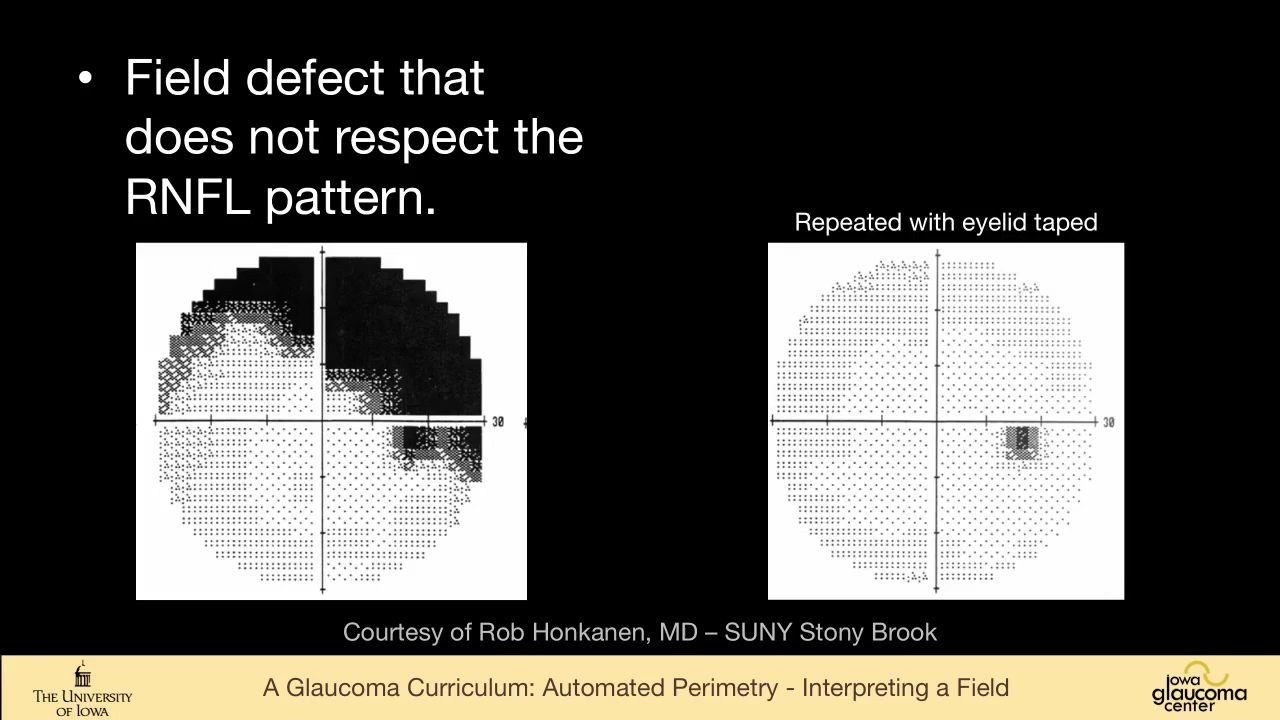 • Field defect that
does not respect the
RNFL pattern.
Repeated with eyelid taped
30
30
Courtesy of Rob Honkanen, MD – SUNY Stony Brook
THE UNIVERSITY
OF IOWA
A Glaucoma Curriculum: Automated Perimetry - Interpreting a Field
iowa
glaucoma
center